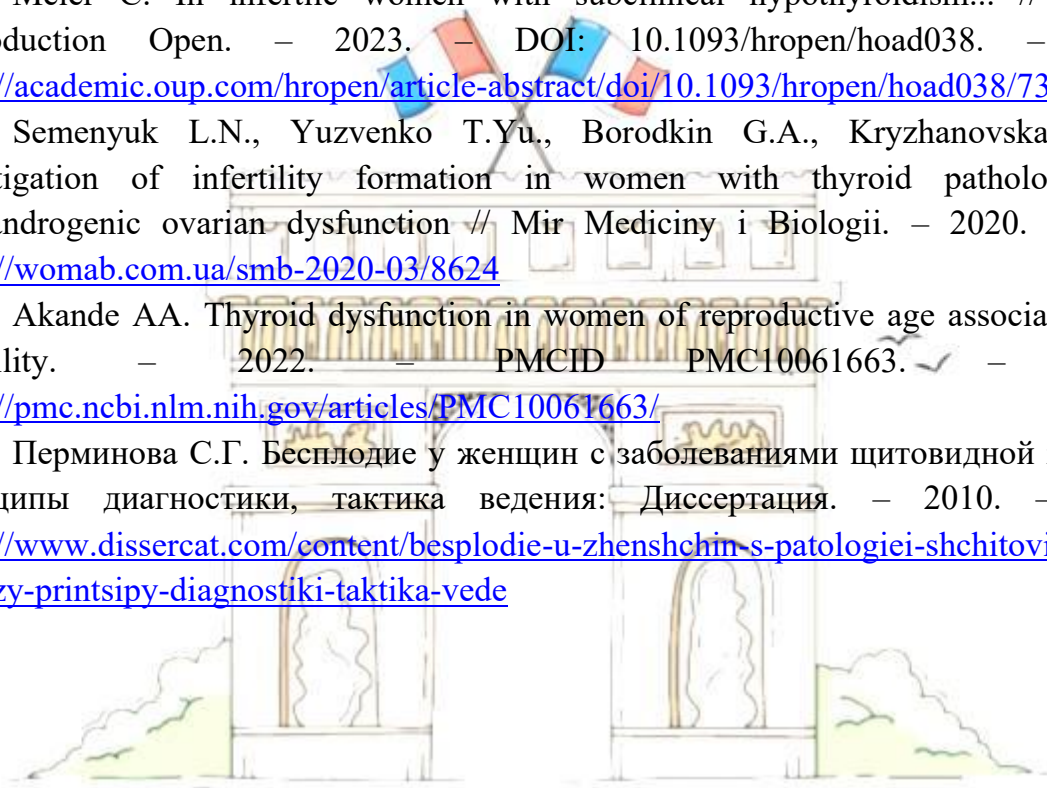 Meier C. In infertile women with subclinical hypothyroidism... //
oduction Open. – 2023. – DOI: 10.1093/hropen/hoad038. –
//academic.oup.com/hropen/article-abstract/doi/10.1093/hropen/hoad038/73
Semenyuk L.N., Yuzvenko T.Yu., Borodkin G.A., Kryzhanovska
tigation of infertility formation in women with thyroid patholo
androgenic ovarian dysfunction // Mir Mediciny i Biologii. – 2020.
//womab.com.ua/smb-2020-03/8624
Akande AA. Thyroid dysfunction in women of reproductive age associa
ility. – 2022. – PMCID PMC10061663. –
//pmc.ncbi.nlm.nih.gov/articles/PMC10061663/
Перминова С.Г. Бесплодие у женщин с заболеваниями щитовидной
ципы диагностики, тактика ведения: Диссертация. – 2010. –
//www.dissercat.com/content/besplodie-u-zhenshchin-s-patologiei-shchitovi
zy-printsipy-diagnostiki-taktika-vede